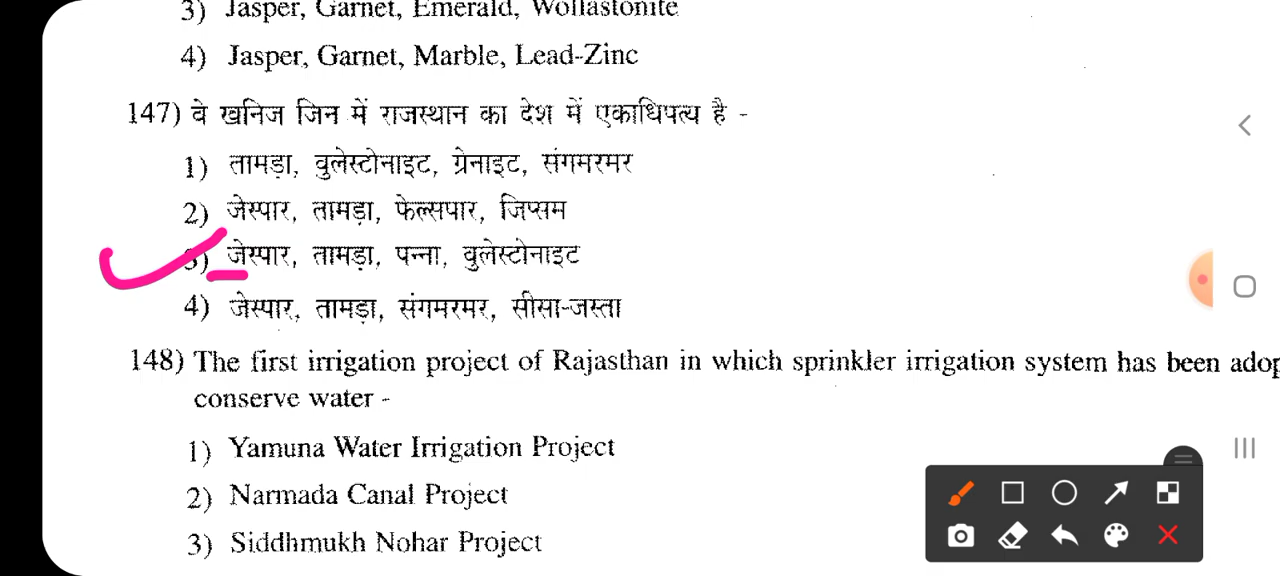 3) Jasper, Garnet, Emerald, Wollastonite
4) Jasper, Garnet, Marble, Lead-Zinc
147) वे खनिज जिन में राजस्थान का देश में एकाधिपत्य है -
1) तामड़ा, वुलेस्टोनाइट, ग्रेनाइट, संगमरमर
2) जेस्पार, तामड़ा, फेल्सपार, जिप्सम
3) जेस्पार, तामड़ा, पन्ना, वुलेस्टोनाइट
4) जेस्पार, तामड़ा, संगमरमर, सीसा-जस्ता
148) The first irrigation project of Rajasthan in which sprinkler irrigation system has been adop
conserve water -
1) Yamuna Water Irrigation Project
2) Narmada Canal Project
3) Siddhmukh Nohar Project